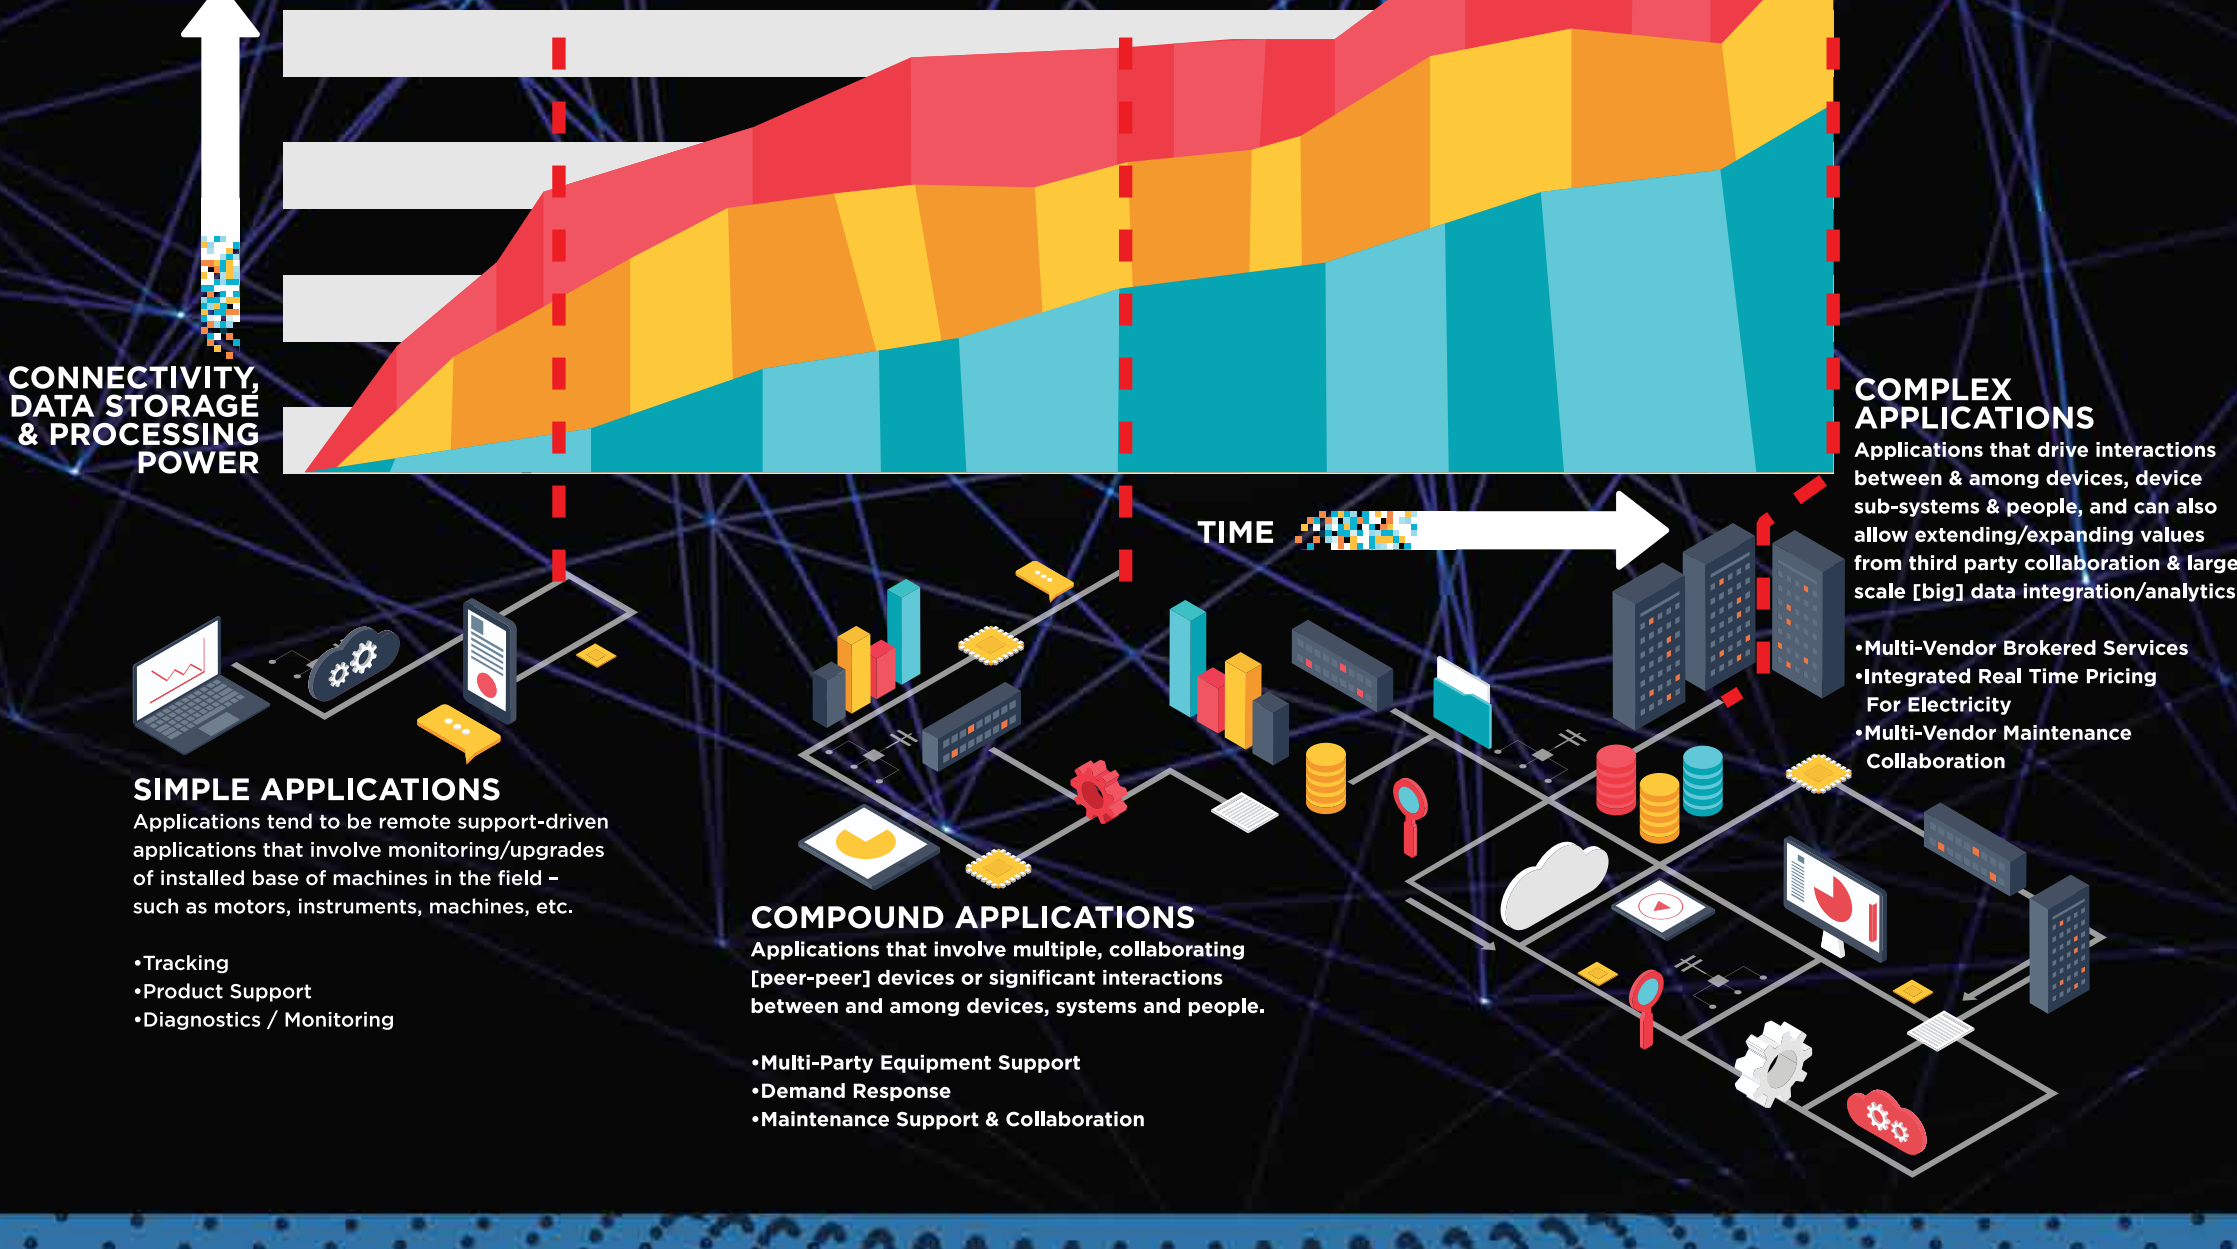 CONNECTIVITY,
DATA STORAGE
& PROCESSING
POWER
TIME
SIMPLE APPLICATIONS
Applications tend to be remote support-driven
applications that involve monitoring/upgrades
of installed base of machines in the field –
such as motors, instruments, machines, etc.
•Tracking
•Product Support
•Diagnostics / Monitoring
COMPOUND APPLICATIONS
Applications that involve multiple, collaborating
[peer-peer] devices or significant interactions
between and among devices, systems and people.
•Multi-Party Equipment Support
•Demand Response
•Maintenance Support & Collaboration
COMPLEX
APPLICATIONS
Applications that drive interactions
between & among devices, device
sub-systems & people, and can also
allow extending/expanding values
from third party collaboration & large
scale [big] data integration/analytics
•Multi-Vendor Brokered Services
•Integrated Real Time Pricing
For Electricity
•Multi-Vendor Maintenance
Collaboration